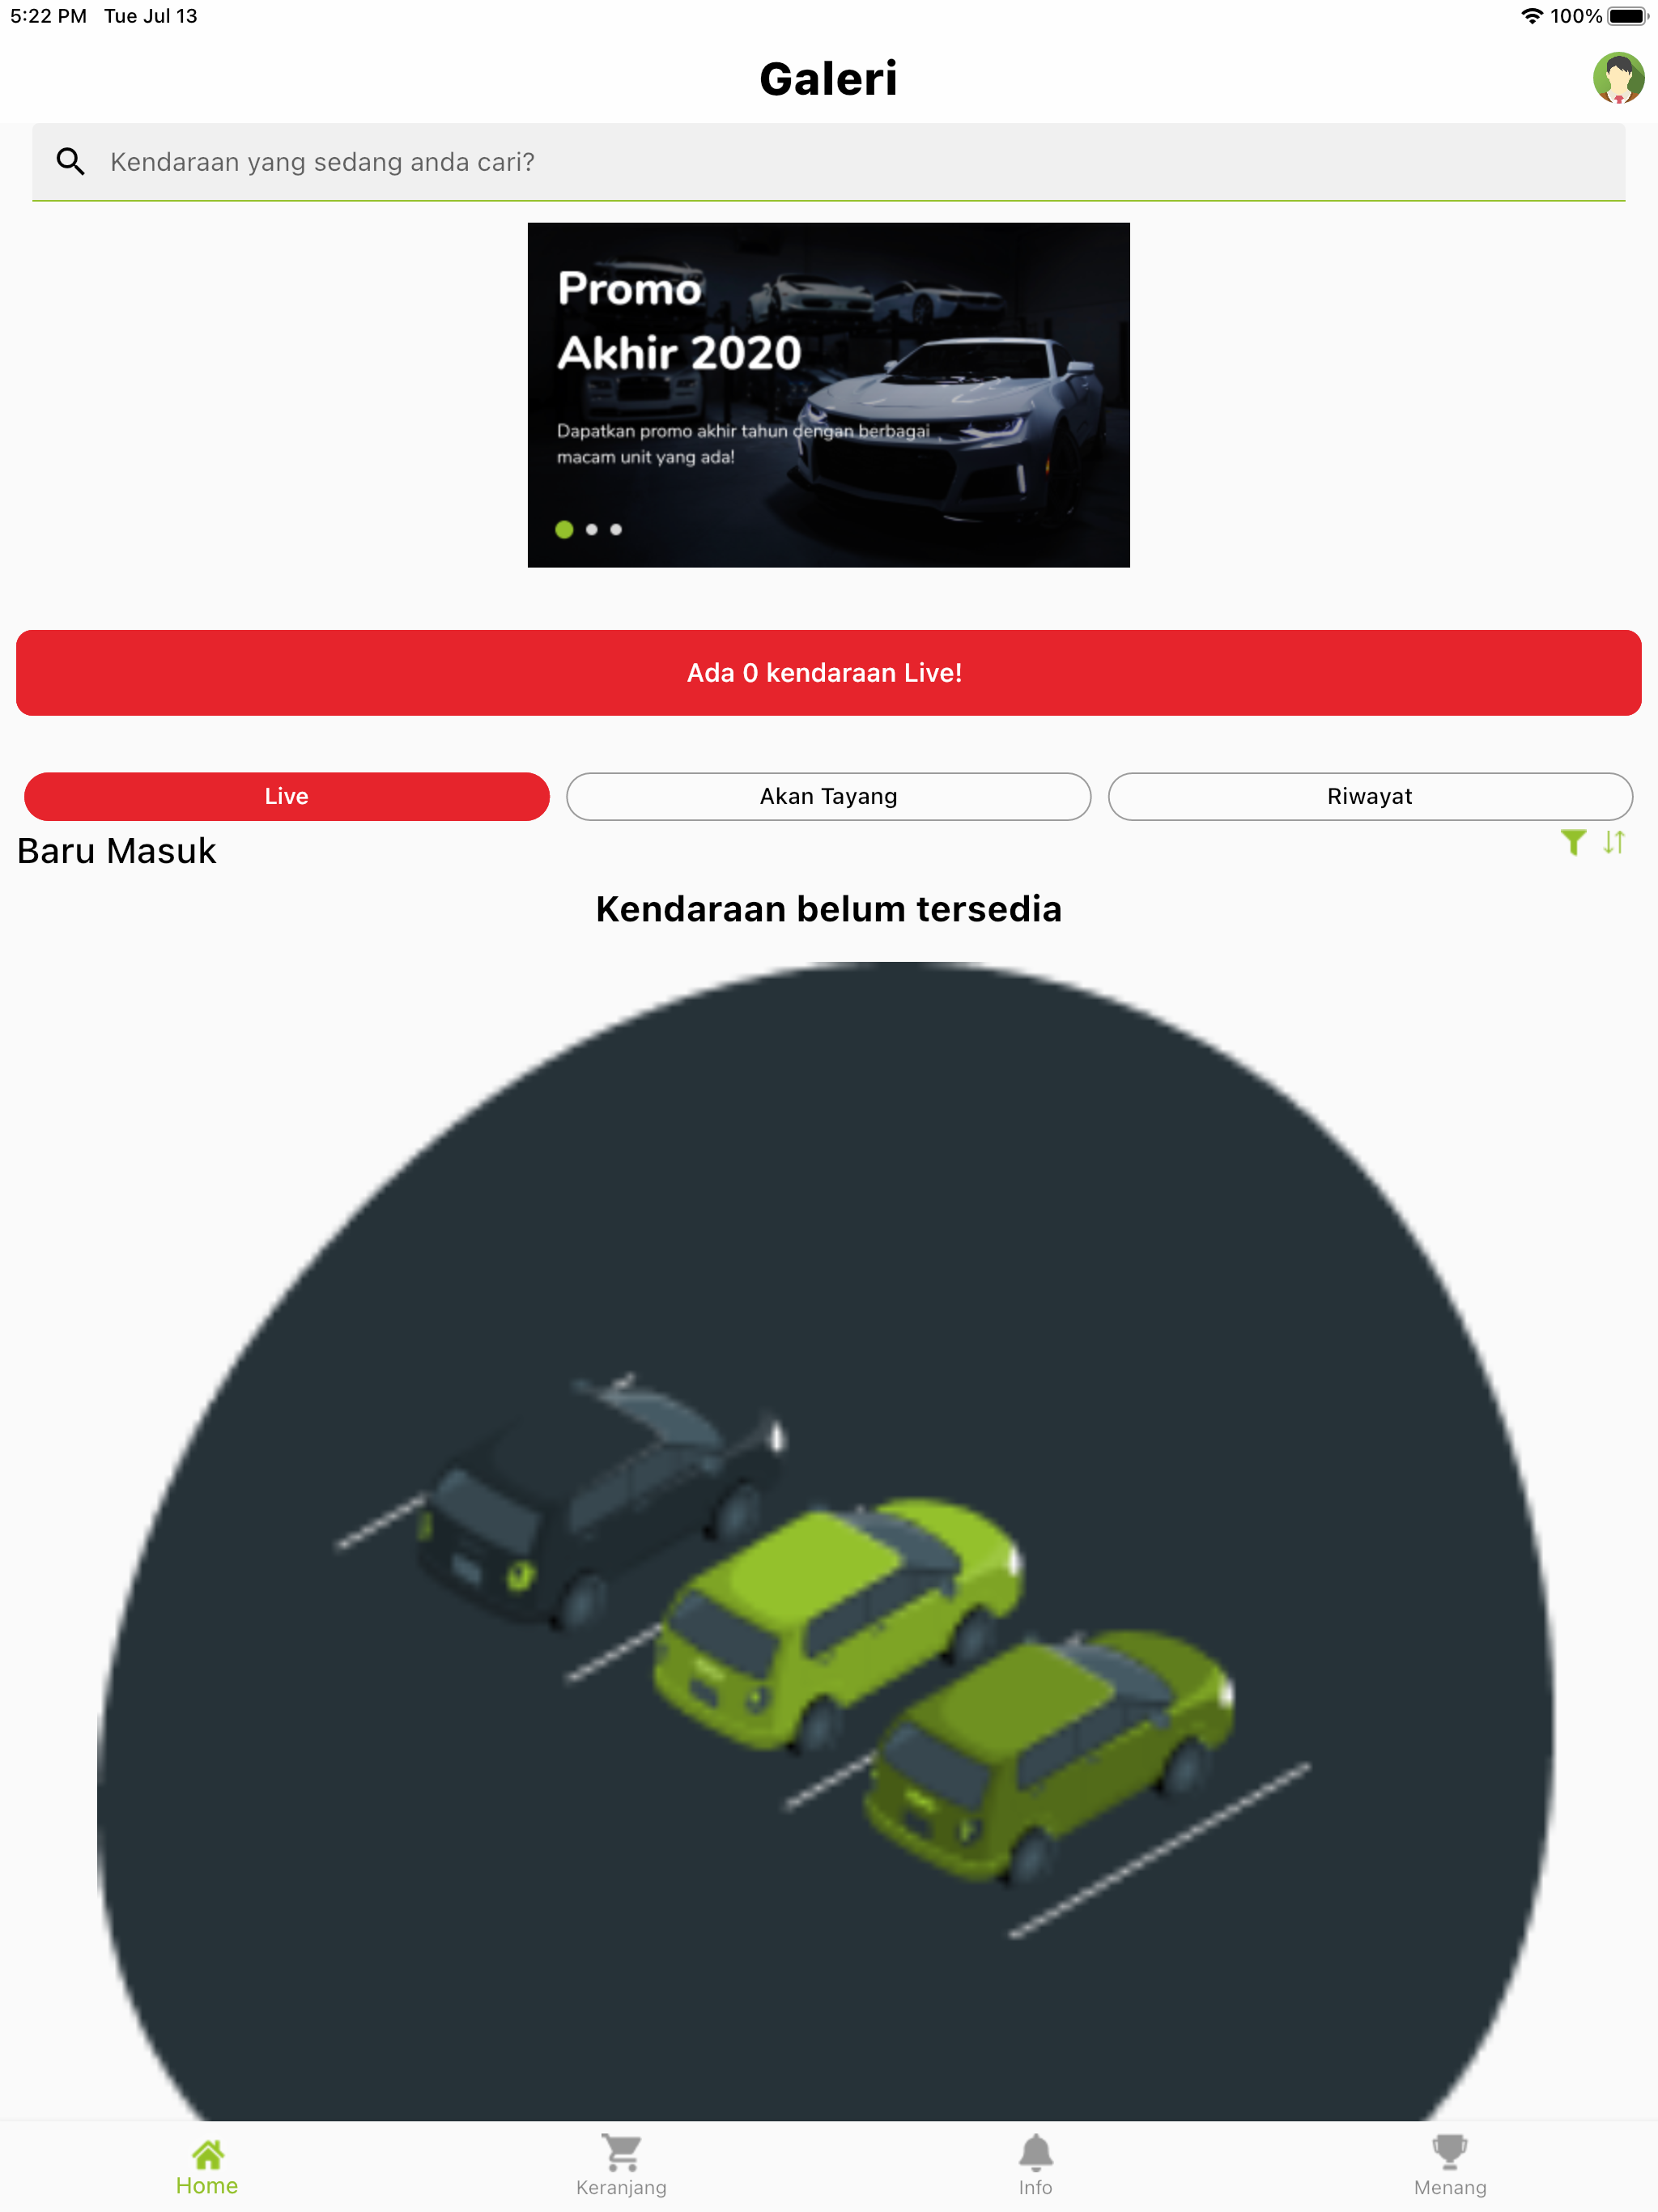 5:22 PM Tue Jul 13 100%
Galeri
Kendaraan yang sedang anda cari?
Promo
Akhir 2020
Dapatkan promo akhir tahun dengan berbagai
macam unit yang ada!
Ada 0 kendaraan Live!
Live Akan Tayang Riwayat
Baru Masuk
Kendaraan belum tersedia
Home Keranjang Info Menang